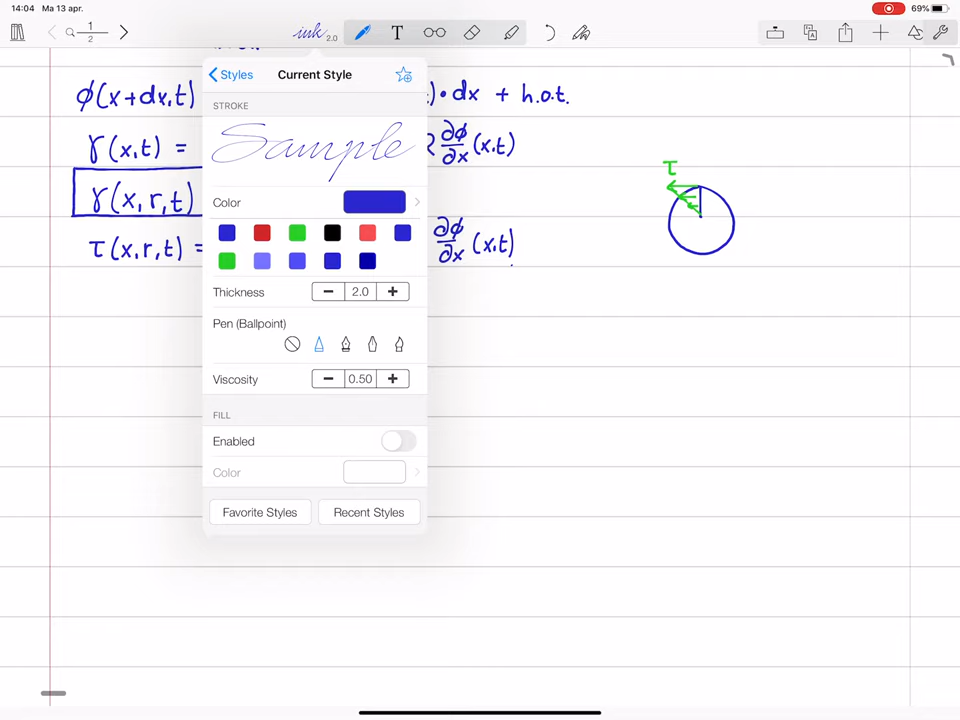 14:04 Ma 13 apr. 69%
1/2 ink 2.0 T
Styles Current Style
STROKE
Sample
Color
Thickness 2.0
Pen (Ballpoint)
Viscosity 0.50
FILL
Enabled
Color
Favorite Styles Recent Styles
ϕ(x+dx,t) )•dx + h.o.t.
γ(x,t) = ∂ϕ/∂x (x,t)
γ(x,r,t)
τ(x,r,t) = ∂ϕ/∂x (x,t)
τ